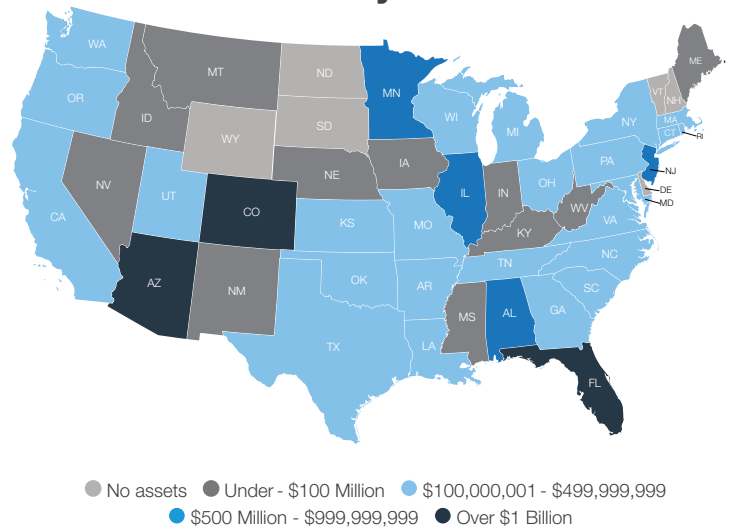 WA
MT
ND
MN
ME
VT
NH
OR
ID
SD
WI
MI
NY
MA
CT
RI
WY
IA
NE
PA
NJ
NV
UT
CO
IL
IN
OH
DE
MD
CA
KS
MO
KY
WV
VA
AZ
NM
OK
AR
TN
NC
SC
TX
LA
MS
AL
GA
FL
No assets Under - $100 Million $100,000,001 - $499,999,999
$500 Million - $999,999,999 Over $1 Billion